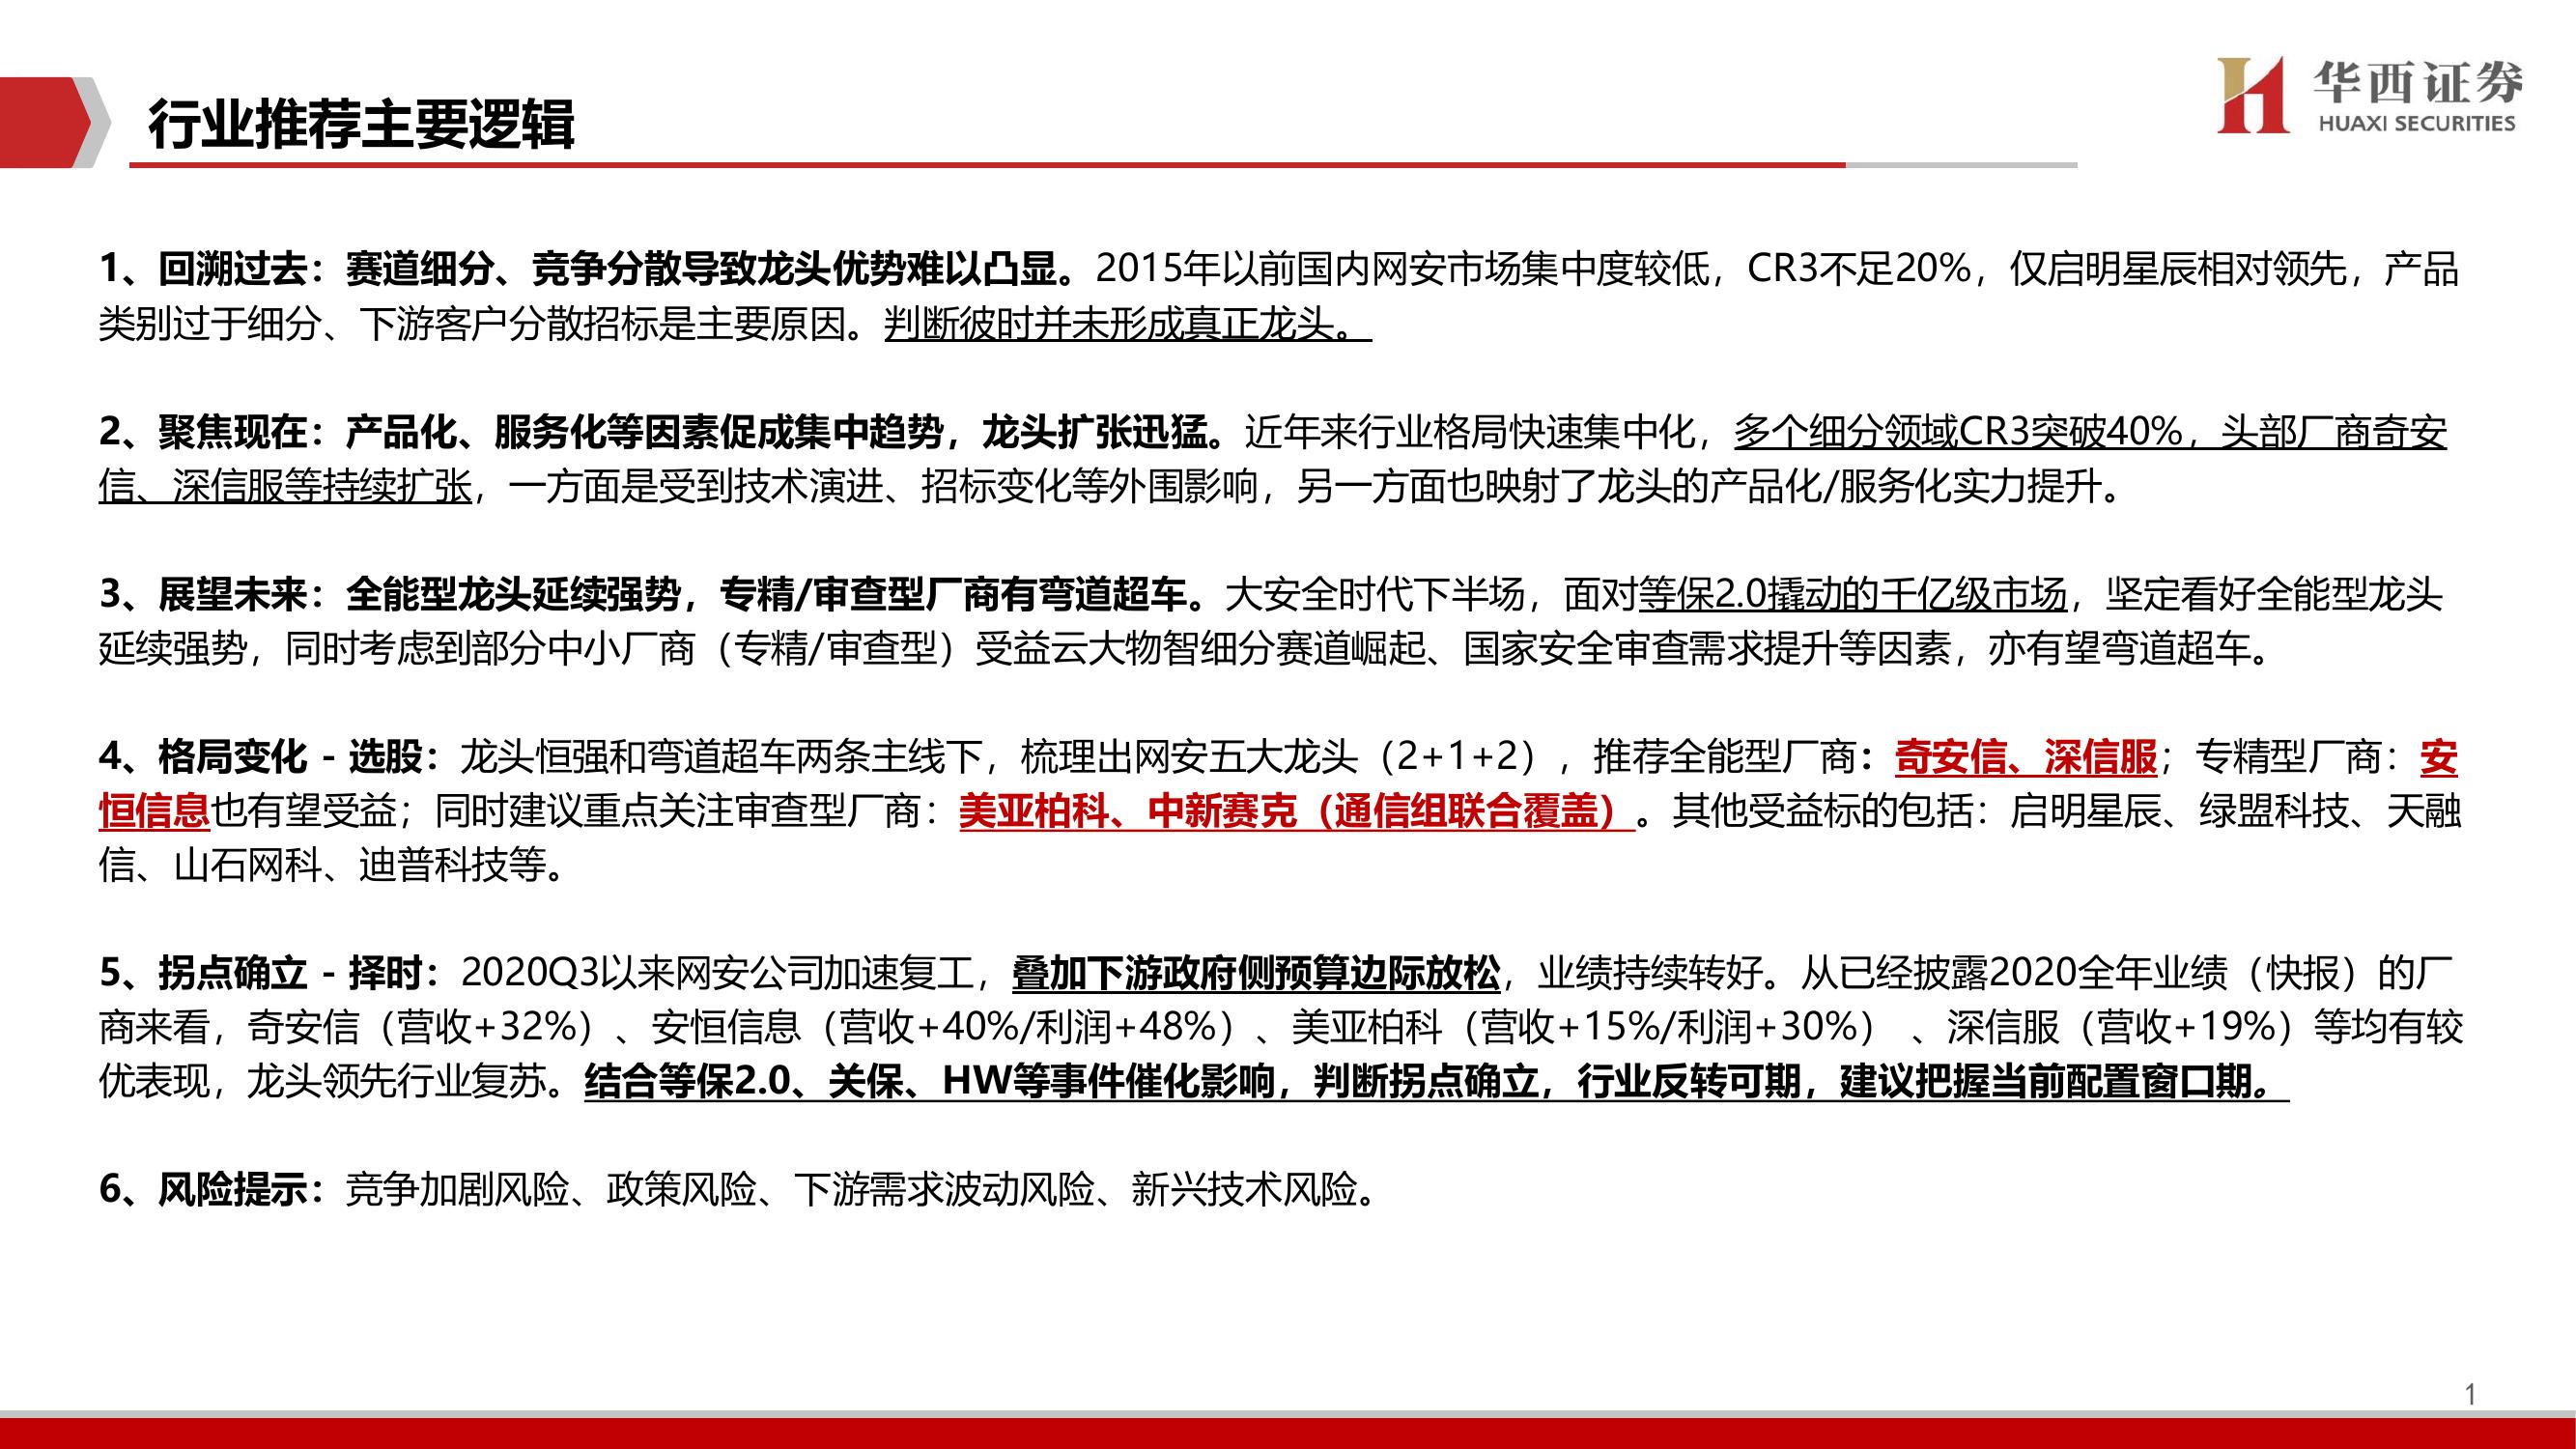 行业推荐主要逻辑
华西证券
HUAXI SECURITIES
1、回溯过去：赛道细分、竞争分散导致龙头优势难以凸显。2015年以前国内网安市场集中度较低，CR3不足20%，仅启明星辰相对领先，产品
类别过于细分、下游客户分散招标是主要原因。判断彼时并未形成真正龙头。
2、聚焦现在：产品化、服务化等因素促成集中趋势，龙头扩张迅猛。近年来行业格局快速集中化，多个细分领域CR3突破40%，头部厂商奇安
信、深信服等持续扩张，一方面是受到技术演进、招标变化等外围影响，另一方面也映射了龙头的产品化/服务化实力提升。
3、展望未来：全能型龙头延续强势，专精/审查型厂商有弯道超车。大安全时代下半场，面对等保2.0撬动的千亿级市场，坚定看好全能型龙头
延续强势，同时考虑到部分中小厂商（专精/审查型）受益云大物智细分赛道崛起、国家安全审查需求提升等因素，亦有望弯道超车。
4、格局变化 - 选股：龙头恒强和弯道超车两条主线下，梳理出网安五大龙头（2+1+2），推荐全能型厂商：奇安信、深信服；专精型厂商：安
恒信息也有望受益；同时建议重点关注审查型厂商：美亚柏科、中新赛克（通信组联合覆盖）。其他受益标的包括：启明星辰、绿盟科技、天融
信、山石网科、迪普科技等。
5、拐点确立 - 择时：2020Q3以来网安公司加速复工，叠加下游政府侧预算边际放松，业绩持续转好。从已经披露2020全年业绩（快报）的厂
商来看，奇安信（营收+32%）、安恒信息（营收+40%/利润+48%）、美亚柏科（营收+15%/利润+30%） 、深信服（营收+19%）等均有较
优表现，龙头领先行业复苏。结合等保2.0、关保、HW等事件催化影响，判断拐点确立，行业反转可期，建议把握当前配置窗口期。
6、风险提示：竞争加剧风险、政策风险、下游需求波动风险、新兴技术风险。
1